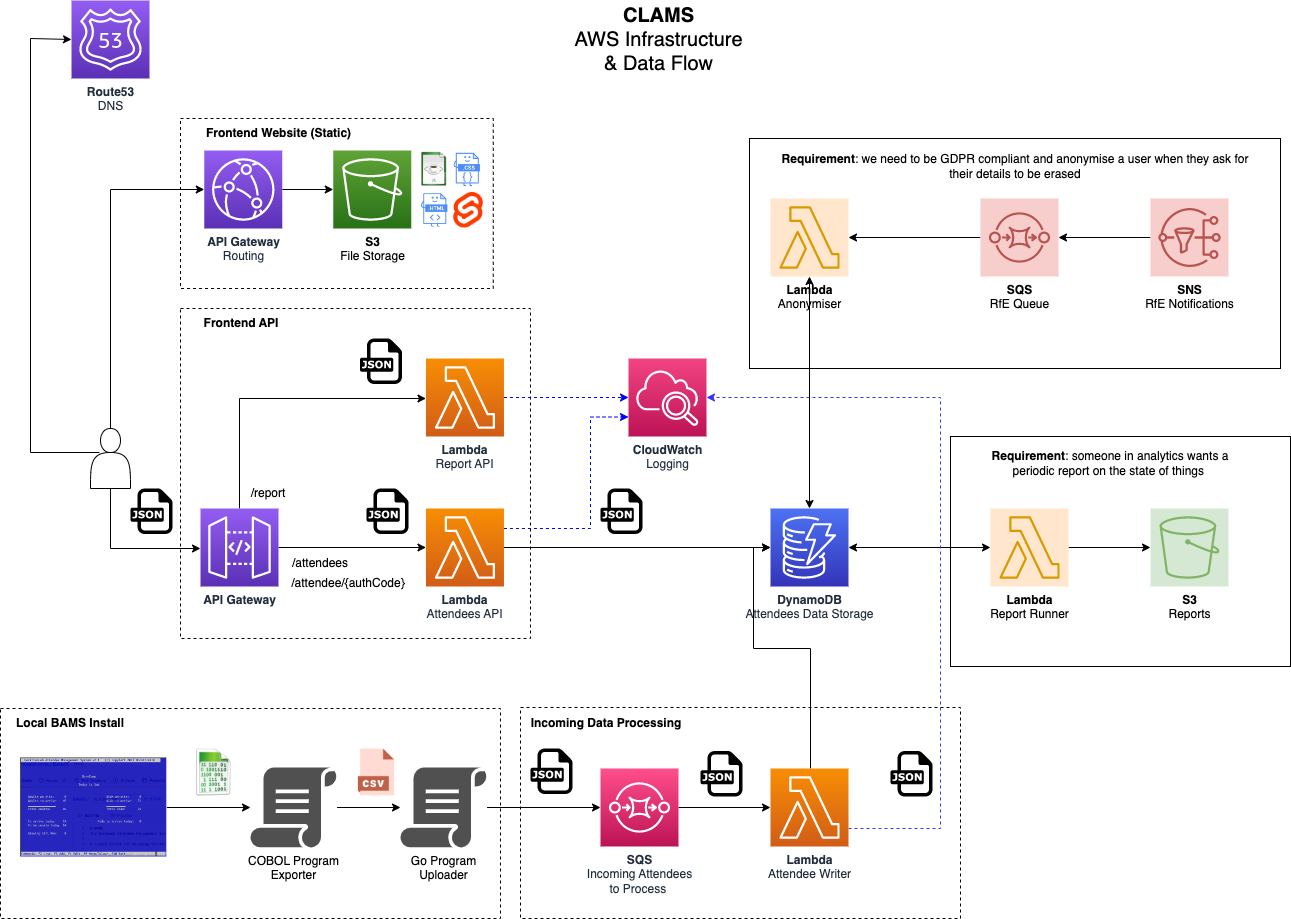 CLAMS
AWS Infrastructure
& Data Flow
53
Route53
DNS
Frontend Website (Static)
API Gateway
Routing
S3
File Storage
CSS
HTML
Requirement: we need to be GDPR compliant and anonymise a user when they ask for
their details to be erased
Lambda
Anonymiser
SQS
RfE Queue
SNS
RfE Notifications
Frontend API
JSON
Lambda
Report API
CloudWatch
Logging
Requirement: someone in analytics wants a
periodic report on the state of things
/report
JSON
JSON
JSON
/attendees
/attendee/{authCode}
API Gateway
Lambda
Attendees API
DynamoDB
Attendees Data Storage
Lambda
Report Runner
S3
Reports
Local BAMS Install
CSV
COBOL Program
Exporter
Go Program
Uploader
Incoming Data Processing
JSON
JSON
JSON
SQS
Incoming Attendees
to Process
Lambda
Attendee Writer